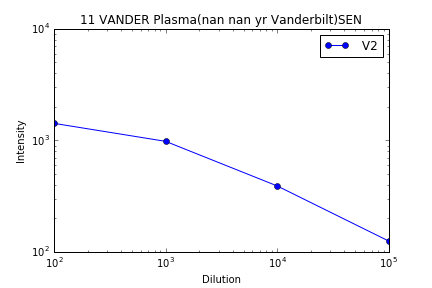 11 VANDER Plasma(nan nan yr Vanderbilt)SEN
V2
Intensity
10^4
10^3
10^2
10^2 10^3 10^4 10^5
Dilution